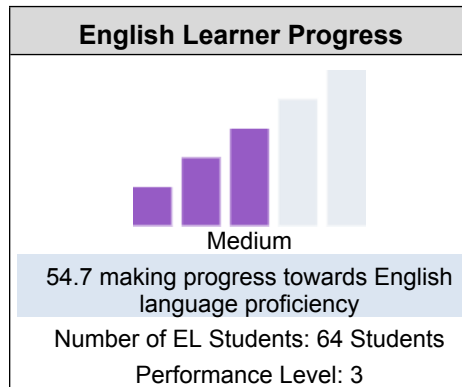 English Learner Progress
Medium
54.7 making progress towards English
language proficiency
Number of EL Students: 64 Students
Performance Level: 3